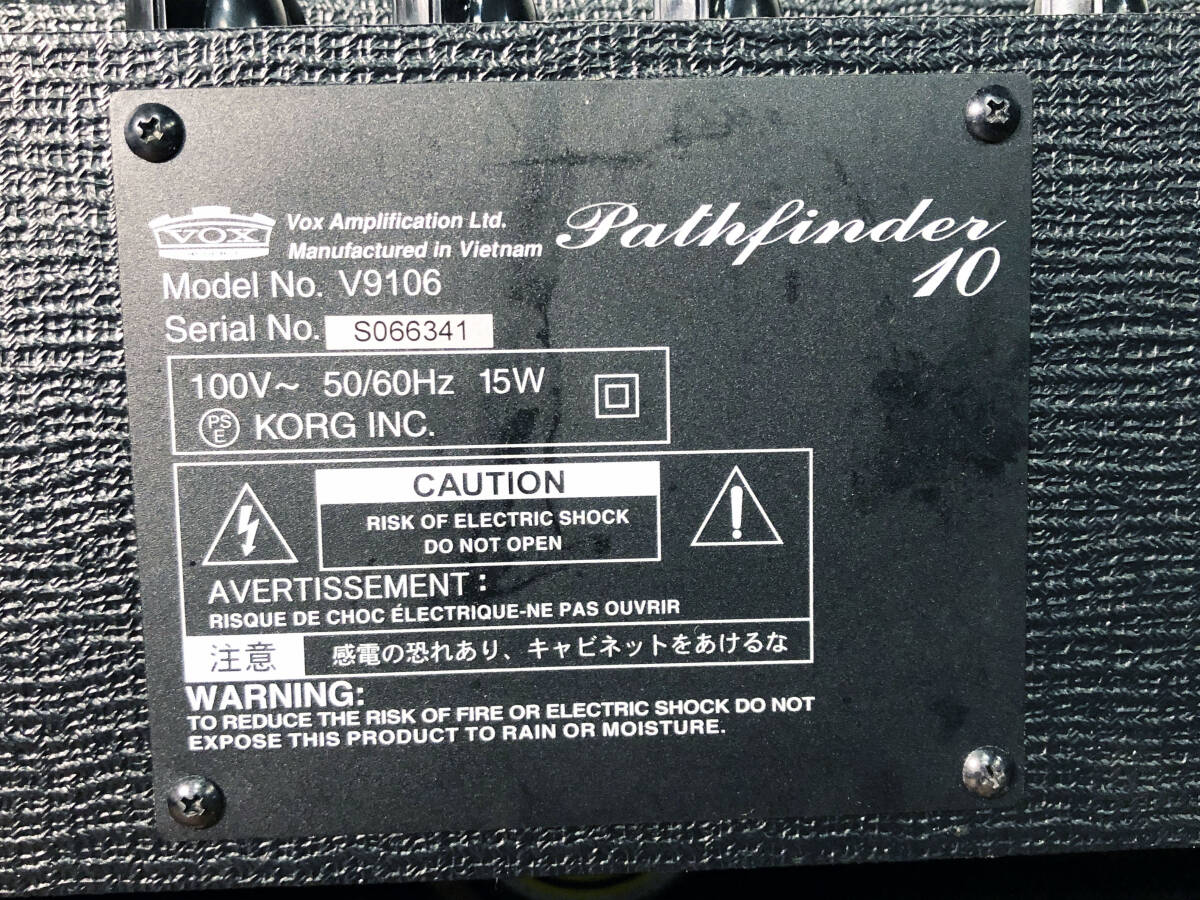 VOX
Vox Amplification Ltd.
Manufactured in Vietnam
Pathfinder
10
Model No. V9106
Serial No. S066341
100V~ 50/60Hz 15W
PS
E
KORG INC.
CAUTION
RISK OF ELECTRIC SHOCK
DO NOT OPEN
AVERTISSEMENT :
RISQUE DE CHOC ÉLECTRIQUE-NE PAS OUVRIR
注意 感電の恐れあり、キャビネットをあけるな
WARNING:
TO REDUCE THE RISK OF FIRE OR ELECTRIC SHOCK DO NOT
EXPOSE THIS PRODUCT TO RAIN OR MOISTURE.